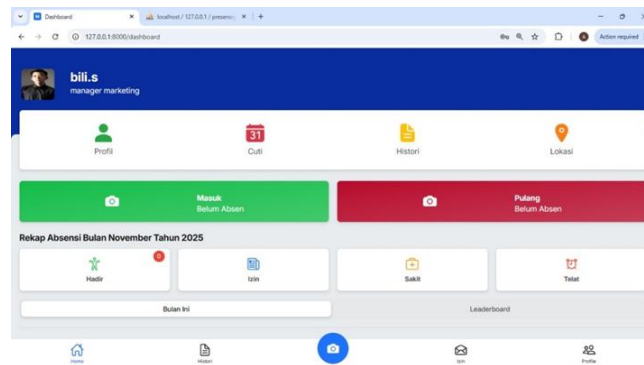 Dashboard
localhost / 127.0.0.1 / presensi
127.0.0.1:8000/dashboard
Action required
bili.s
manager marketing
31
Profil Cuti Histori Lokasi
Masuk
Belum Absen
Pulang
Belum Absen
Rekap Absensi Bulan November Tahun 2025
0
Hadir Izin Sakit Telat
Bulan Ini Leaderboard
Home Histori Izin Profile